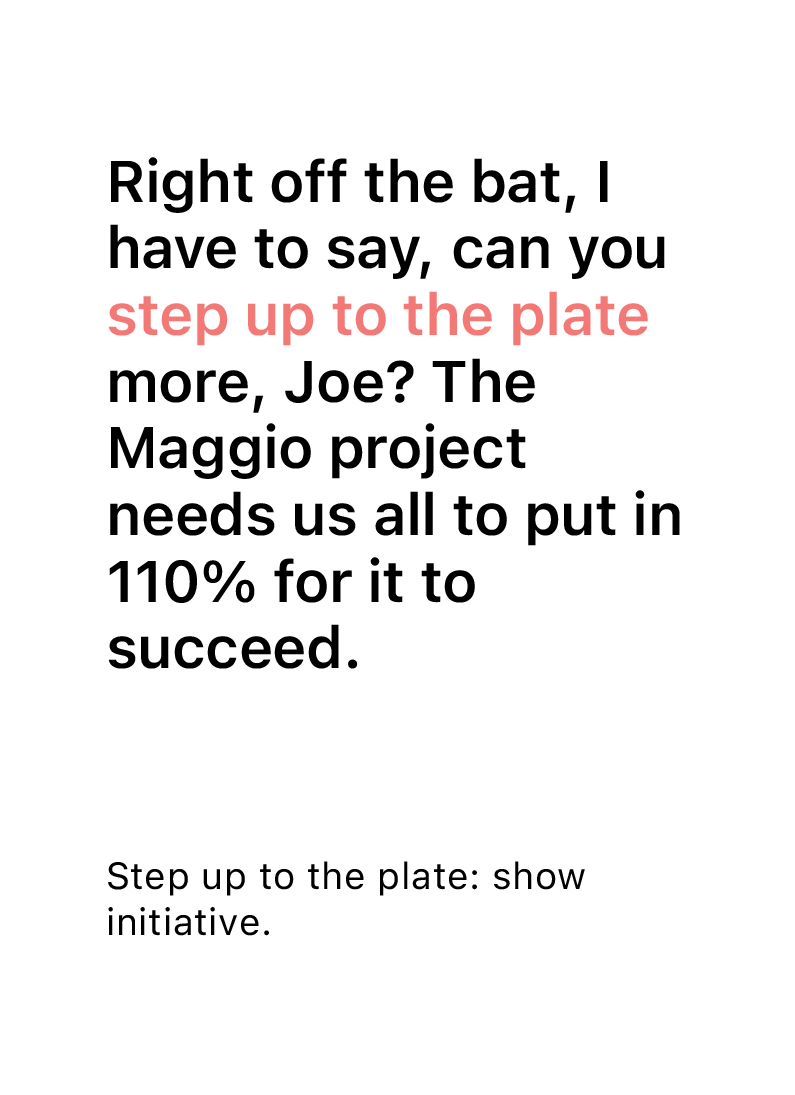 Right off the bat, I
have to say, can you
step up to the plate
more, Joe? The
Maggio project
needs us all to put in
110% for it to
succeed.
Step up to the plate: show
initiative.